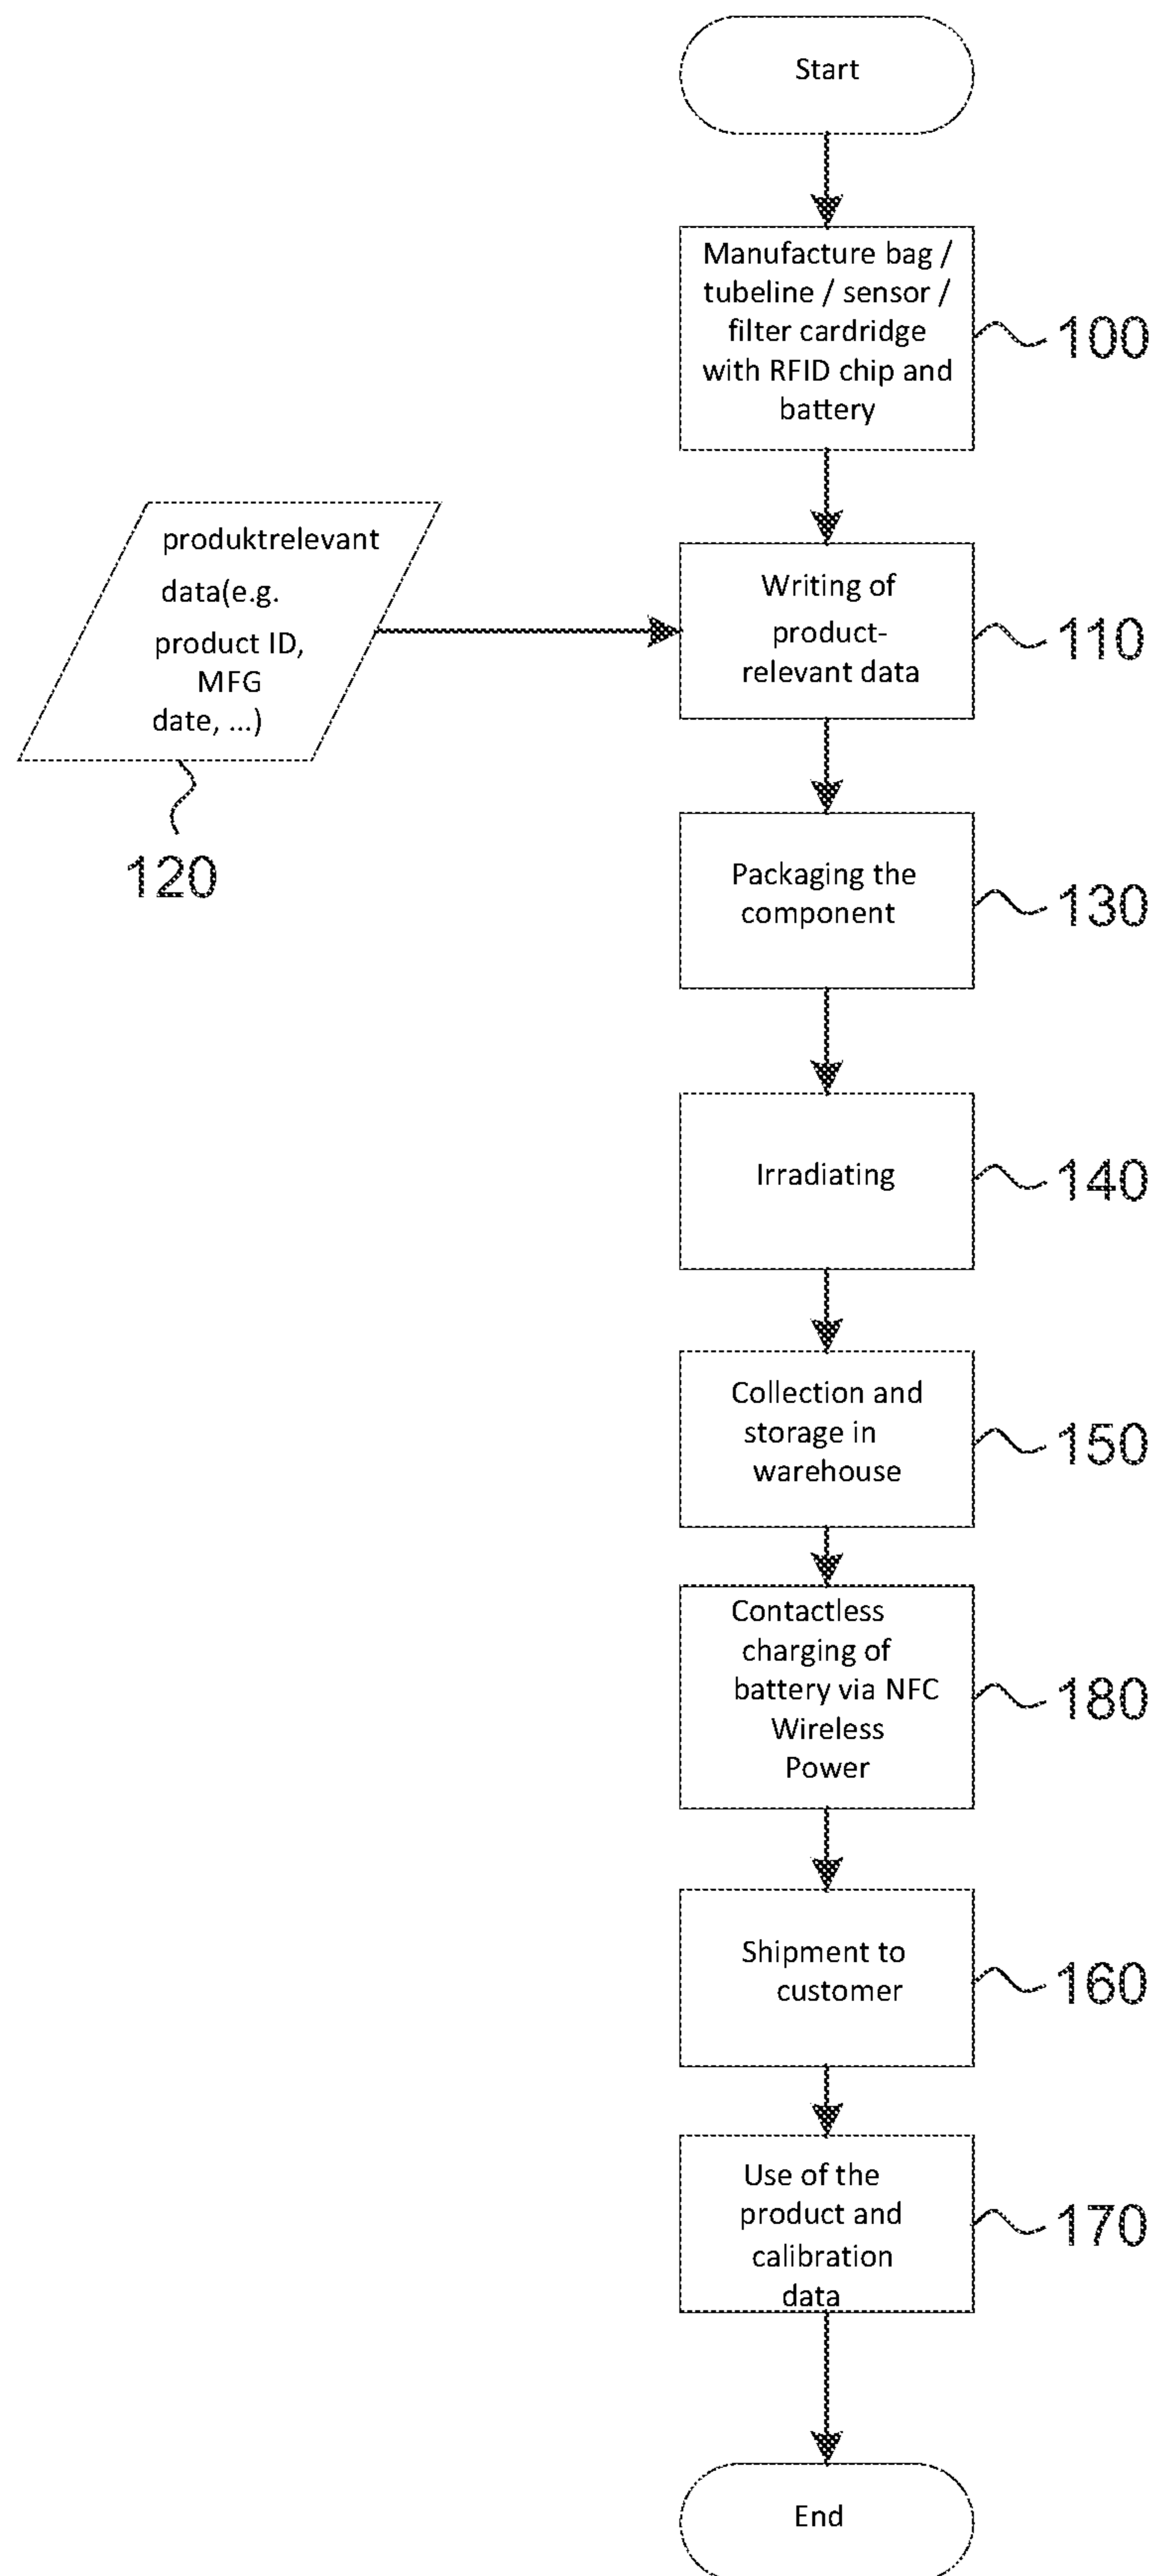 Start
Manufacture bag /
tubeline / sensor /
filter cardridge
with RFID chip and
battery
100
produktrelevant
data(e.g.
product ID,
MFG
date, ...)
120
Writing of
product-
relevant data
110
Packaging the
component
130
Irradiating
140
Collection and
storage in
warehouse
150
Contactless
charging of
battery via NFC
Wireless
Power
180
Shipment to
customer
160
Use of the
product and
calibration
data
170
End